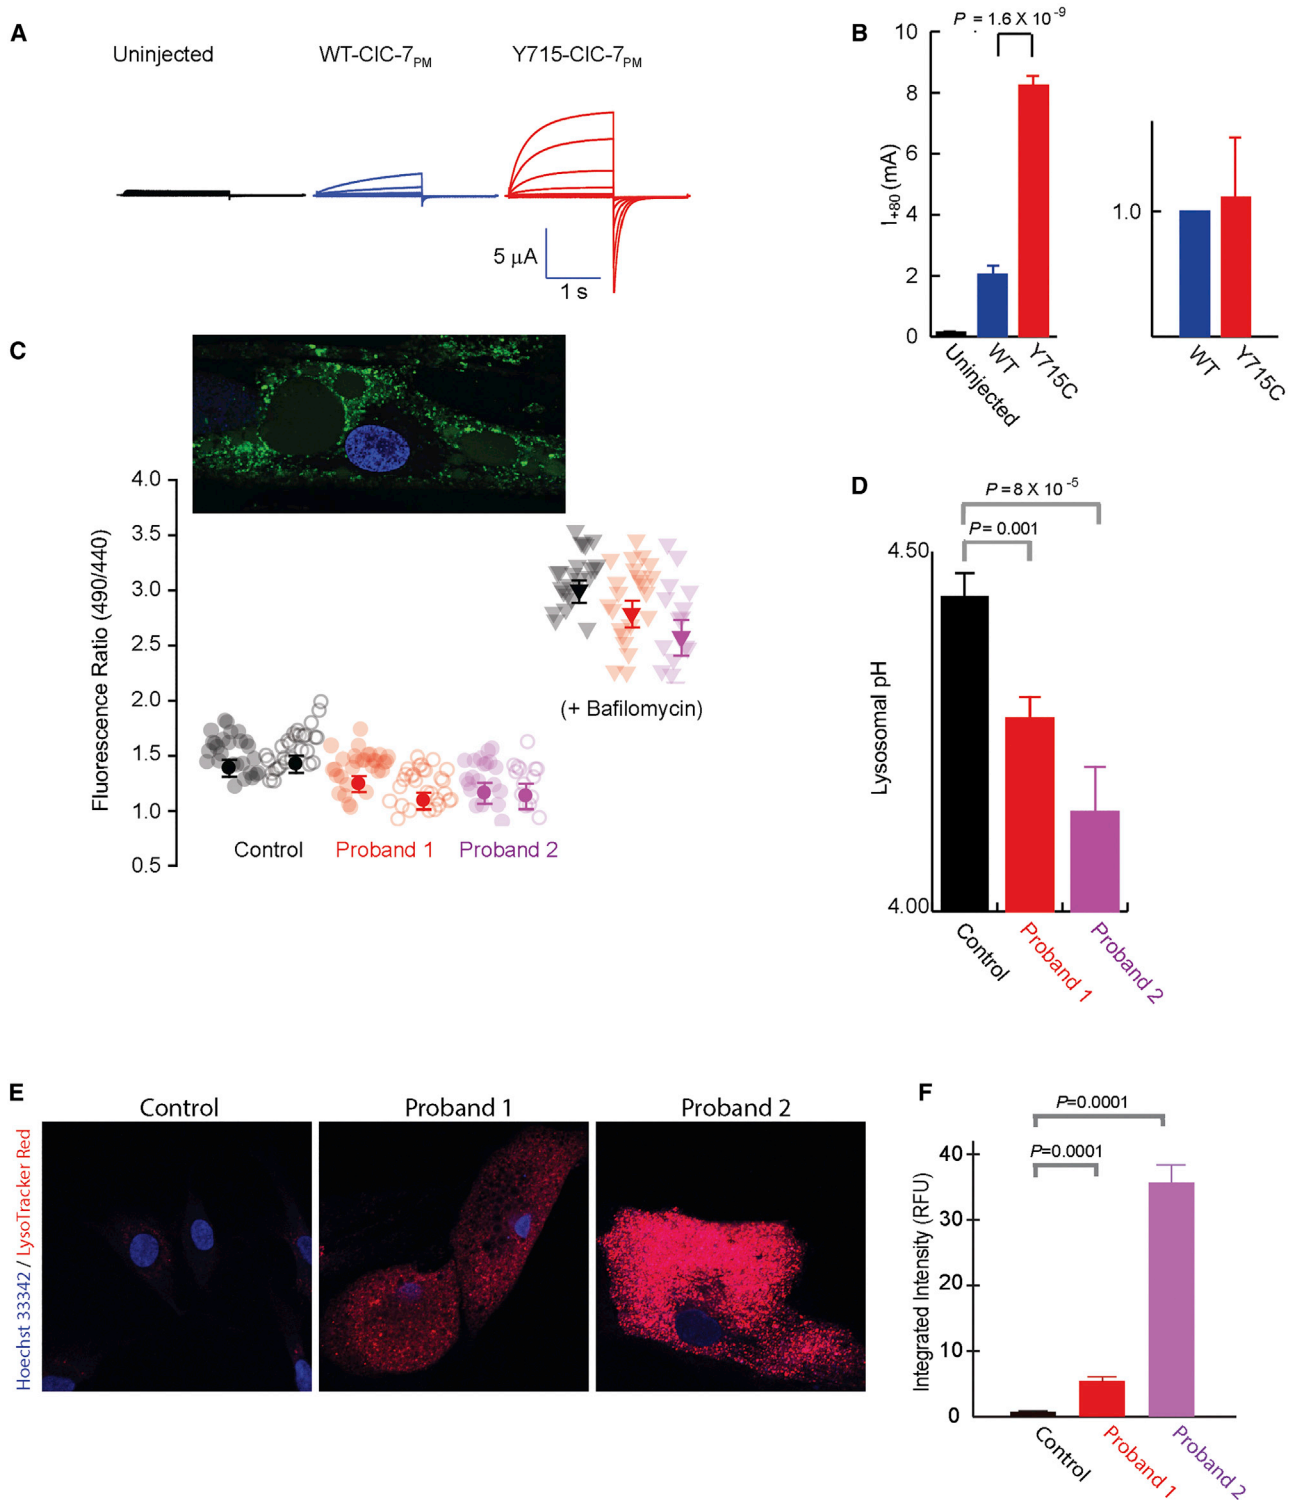 A
Uninjected
WT-CIC-7PM
Y715-CIC-7PM
5 µA
1 s
B
P = 1.6 X 10 -9
I+80 (mA)
10
8
6
4
2
0
Uninjected
WT
Y715C
1.0
WT
Y715C
C
Fluorescence Ratio (490/440)
4.0
3.5
3.0
2.5
2.0
1.5
1.0
0.5
(+ Bafilomycin)
Control
Proband 1
Proband 2
D
P = 8 X 10 -5
P = 0.001
Lysosomal pH
4.50
4.00
Control
Proband 1
Proband 2
E
Control
Proband 1
Proband 2
Hoechst 33342 / LysoTracker Red
F
P=0.0001
P=0.0001
Integrated Intensity (RFU)
40
30
20
10
0
Control
Proband 1
Proband 2